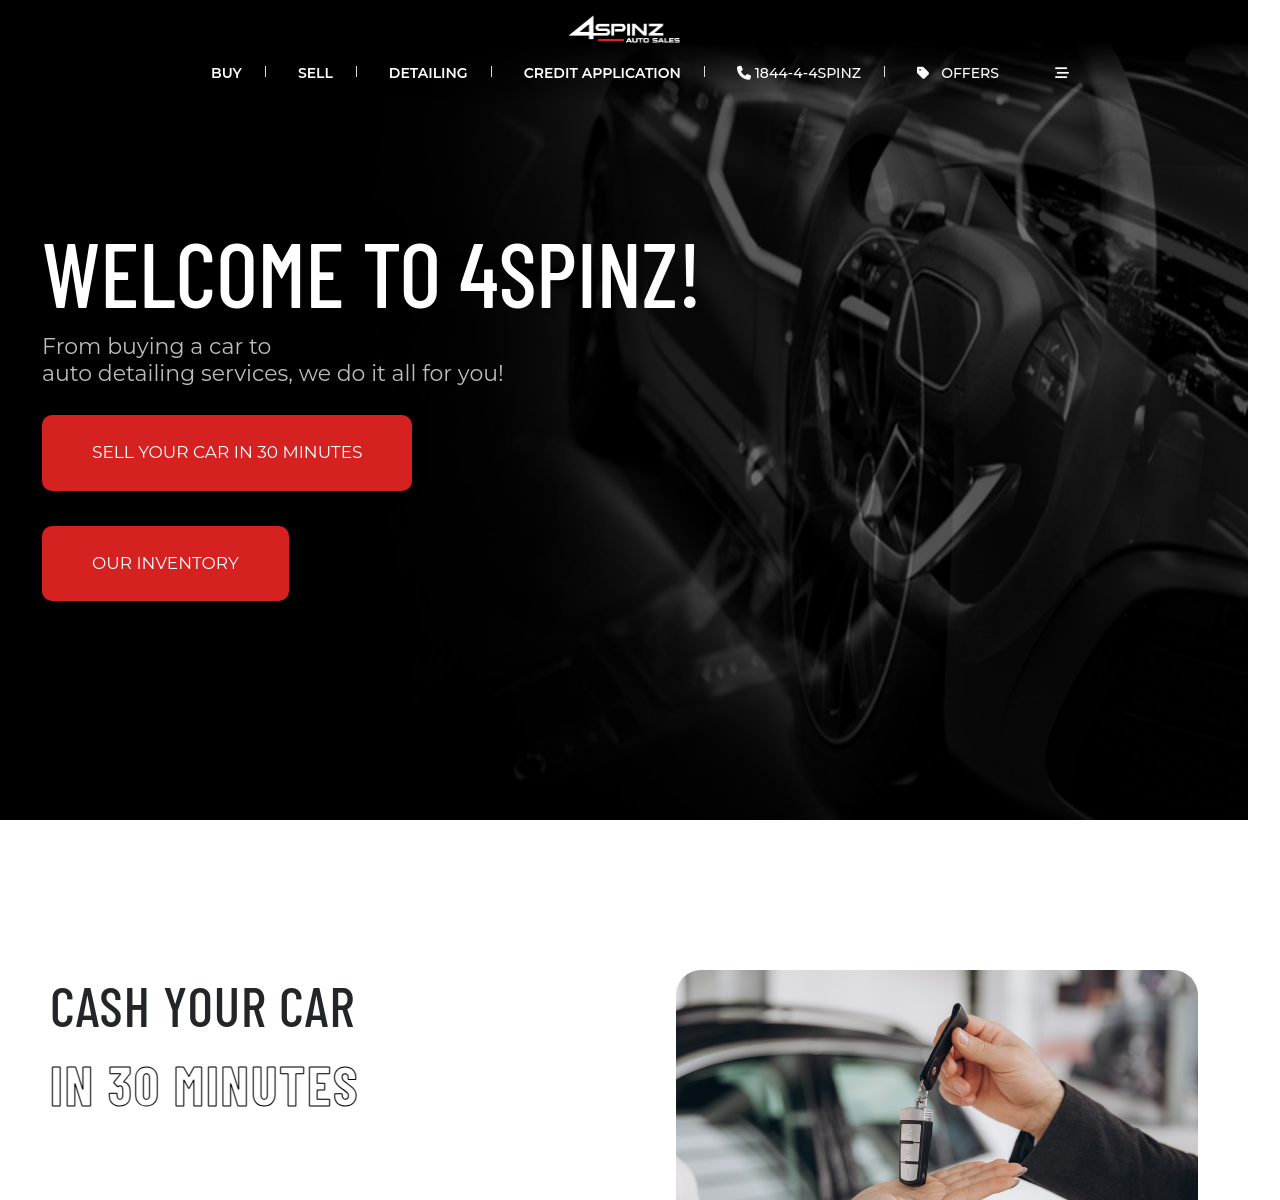 4SPINZ
AUTO SALES
BUY
SELL
DETAILING
CREDIT APPLICATION
1844-4-4SPINZ
OFFERS
WELCOME TO 4SPINZ!
From buying a car to
auto detailing services, we do it all for you!
SELL YOUR CAR IN 30 MINUTES
OUR INVENTORY
CASH YOUR CAR
IN 30 MINUTES